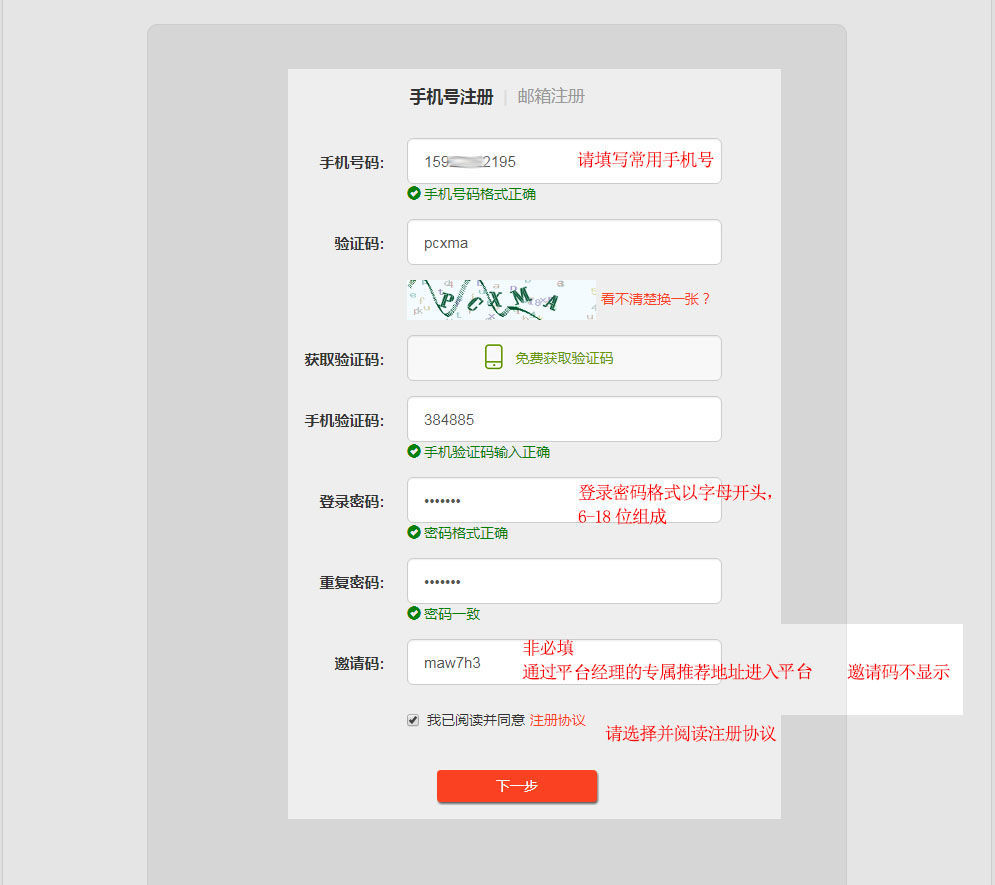 手机号注册 | 邮箱注册
手机号码: 159 2195 请填写常用手机号
手机号码格式正确
验证码: pcxma
PCXMA 看不清楚换一张？
获取验证码: 免费获取验证码
手机验证码: 384885
手机验证码输入正确
登录密码: ••••••• 登录密码格式以字母开头，
6-18 位组成
密码格式正确
重复密码: •••••••
密码一致
非必填
邀请码: maw7h3 通过平台经理的专属推荐地址进入平台 邀请码不显示
我已阅读并同意 注册协议
请选择并阅读注册协议
下一步